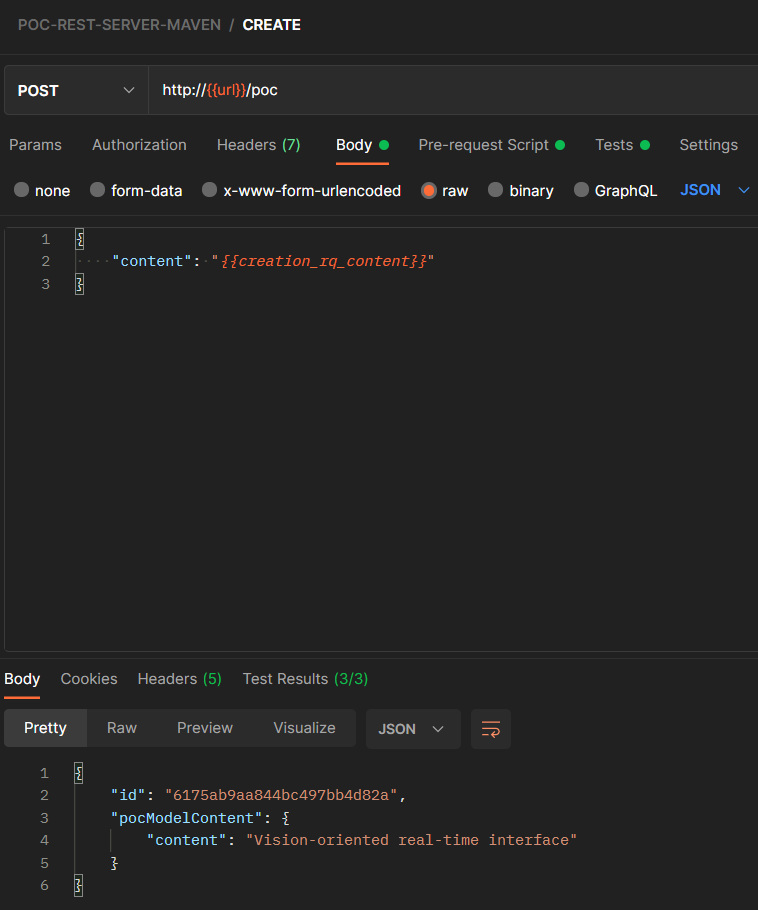 POC-REST-SERVER-MAVEN / CREATE
POST http://{{url}}/poc
Params Authorization Headers (7) Body Pre-request Script Tests Settings
none form-data x-www-form-urlencoded raw binary GraphQL JSON
1 {
2 ····"content":·"{{creation_rq_content}}"
3 }
Body Cookies Headers (5) Test Results (3/3)
Pretty Raw Preview Visualize JSON
1 {
2 "id": "6175ab9aa844bc497bb4d82a",
3 "pocModelContent": {
4 "content": "Vision-oriented real-time interface"
5 }
6 }